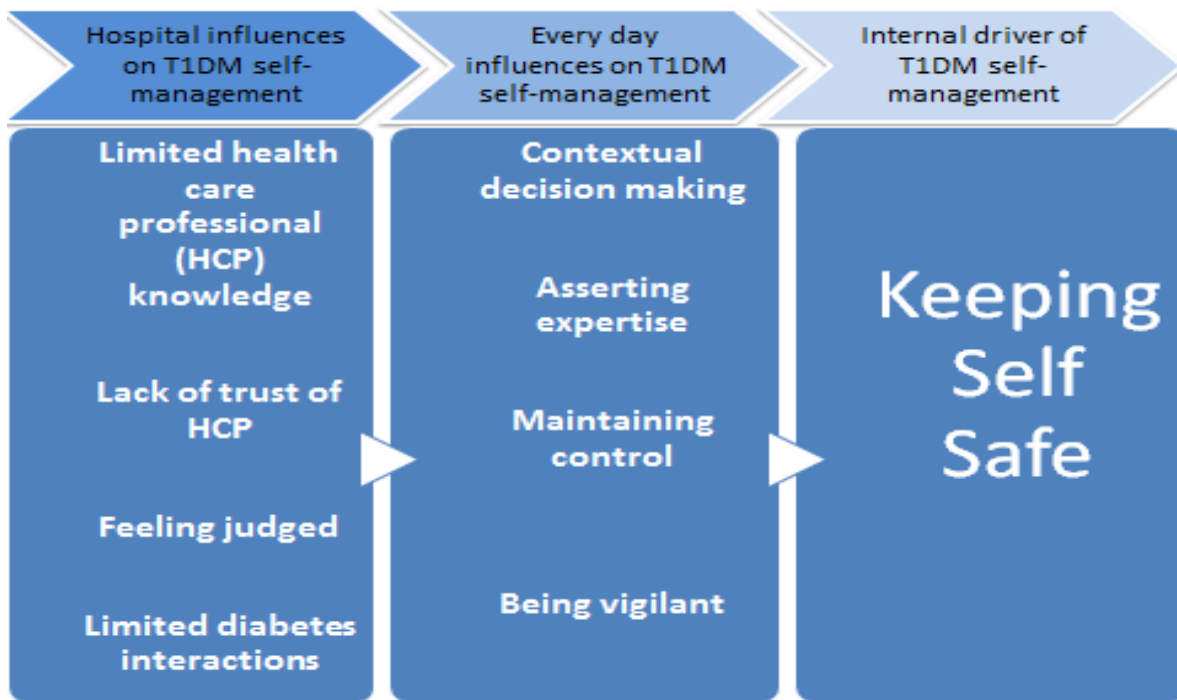 Hospital influences
on T1DM self-
management
Every day
influences on T1DM
self-management
Internal driver of
T1DM self-
management
Limited health
care
professional
(HCP)
knowledge
Lack of trust of
HCP
Feeling judged
Limited diabetes
interactions
Contextual
decision making
Asserting
expertise
Maintaining
control
Being vigilant
Keeping
Self
Safe